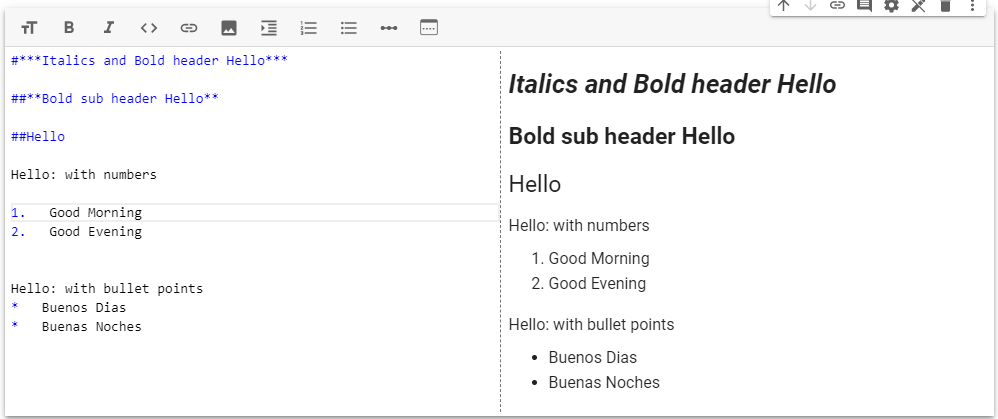 #***Italics and Bold header Hello***
##**Bold sub header Hello**
##Hello
Hello: with numbers
1.   Good Morning
2.   Good Evening
Hello: with bullet points
*   Buenos Dias
*   Buenas Noches
Italics and Bold header Hello
Bold sub header Hello
Hello
Hello: with numbers
1. Good Morning
2. Good Evening
Hello: with bullet points
• Buenos Dias
• Buenas Noches